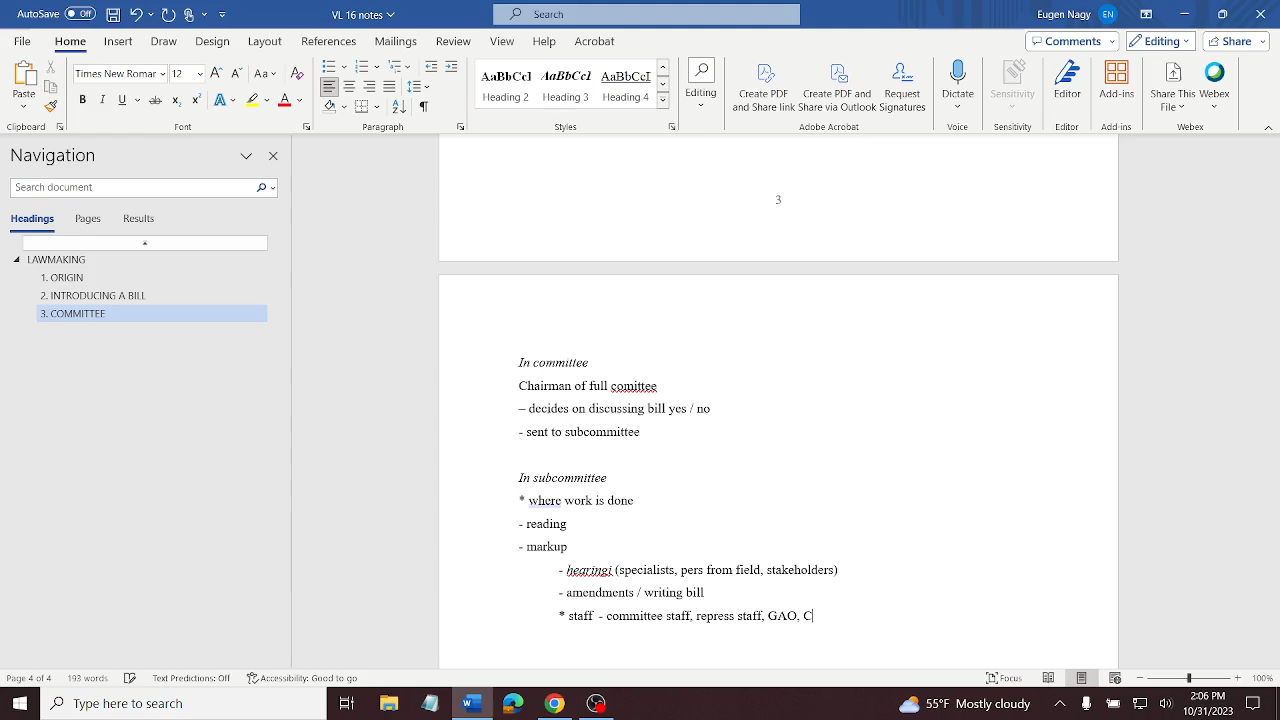 AutoSave Off VL 16 notes Search Eugen Nagy EN
File Home Insert Draw Design Layout References Mailings Review View Help Acrobat Comments Editing Share
Paste Times New Roman 12 Aa AaBbCcI AaBbCcI AaBbCcI
Heading 2 Heading 3 Heading 4 Editing Create PDF and Share link Create PDF and Share via Outlook Request Signatures Dictate Sensitivity Editor Add-ins Share This File Webex
Clipboard Font Paragraph Styles Adobe Acrobat Voice Sensitivity Editor Add-ins Webex
Navigation
Search document
Headings Pages Results
LAWMAKING
1. ORIGIN
2. INTRODUCING A BILL
3. COMMITTEE
3
In committee
Chairman of full comittee
– decides on discussing bill yes / no
- sent to subcommittee
In subcommittee
* where work is done
- reading
- markup
- hearingi (specialists, pers from field, stakeholders)
- amendments / writing bill
* staff - committee staff, repress staff, GAO, C
Page 4 of 4 193 words Text Predictions: Off Accessibility: Good to go Focus 100%
Type here to search 55°F Mostly cloudy 2:06 PM
10/31/2023